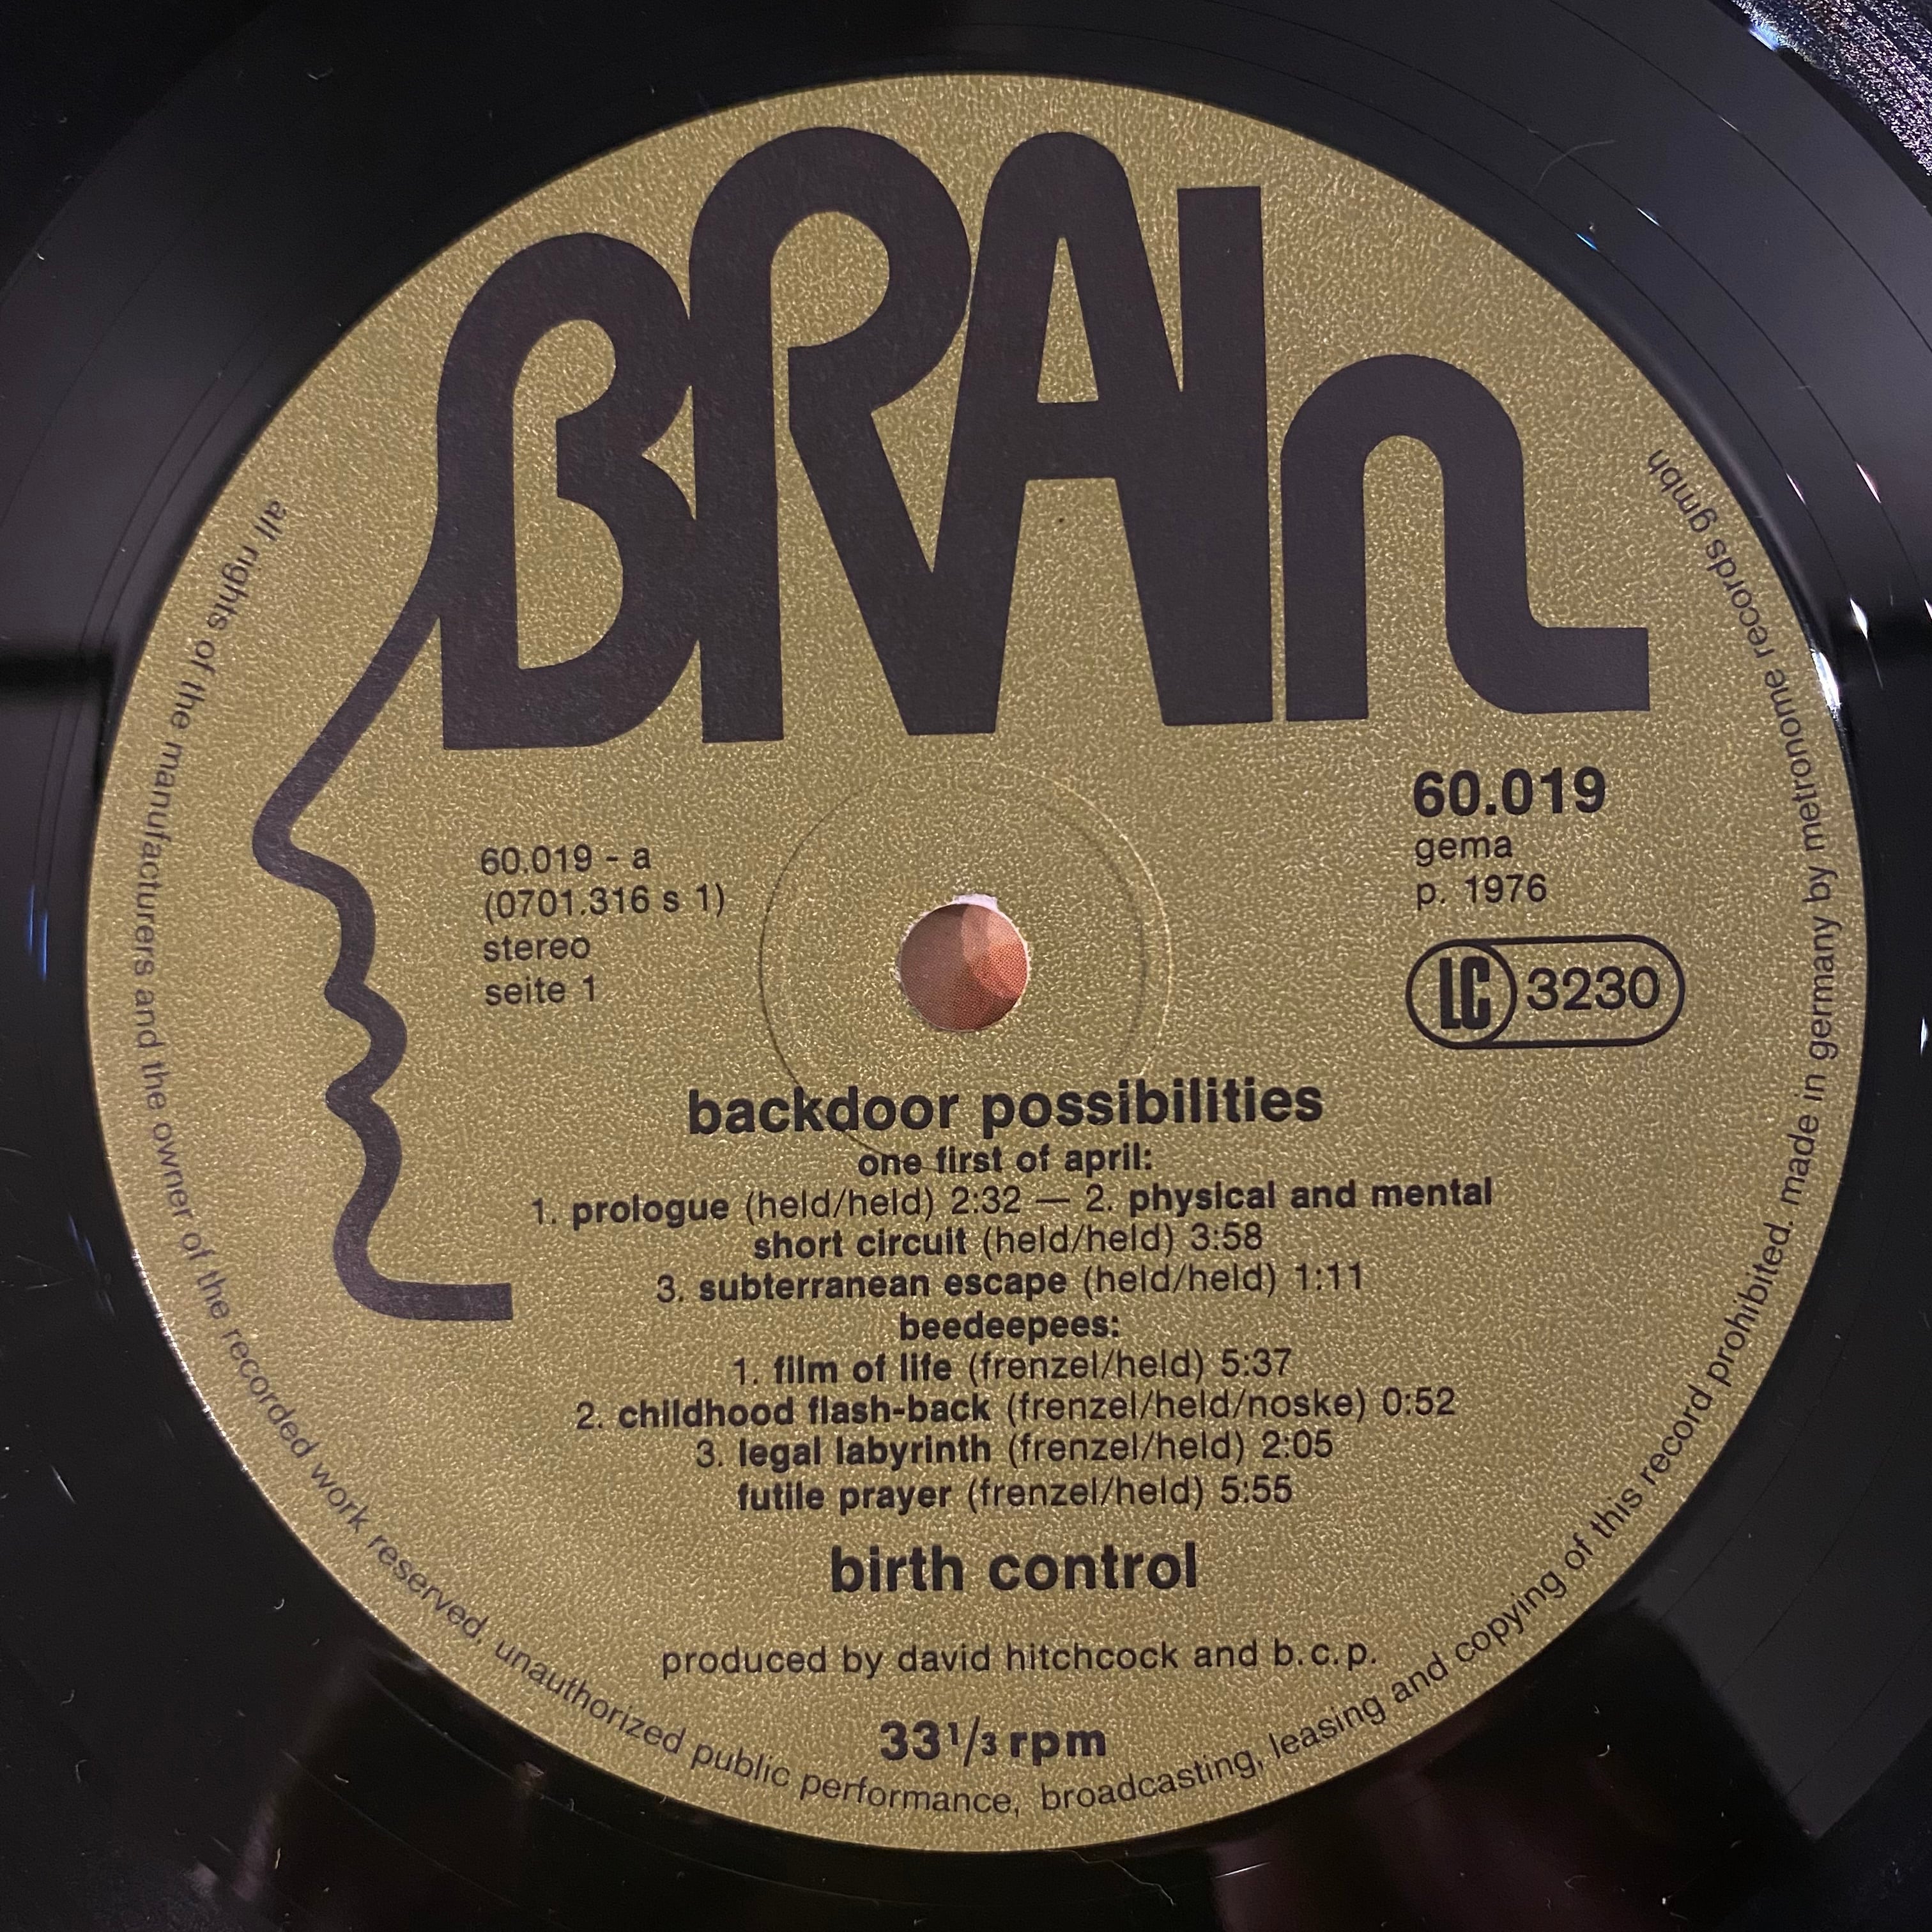 BRAIn
60.019
gema
p. 1976
LC 3230
60.019 - a
(0701.316 s 1)
stereo
seite 1
backdoor possibilities
one first of april:
1. prologue (held/held) 2:32 — 2. physical and mental
short circuit (held/held) 3:58
3. subterranean escape (held/held) 1:11
beedeepees:
1. film of life (frenzel/held) 5:37
2. childhood flash-back (frenzel/held/noske) 0:52
3. legal labyrinth (frenzel/held) 2:05
futile prayer (frenzel/held) 5:55
birth control
produced by david hitchcock and b.c.p.
33 1/3 rpm
all rights of the manufacturers and the owner of the recorded work reserved. unauthorized public performance, broadcasting, leasing and copying of this record prohibited. made in germany by metronome records gmbh